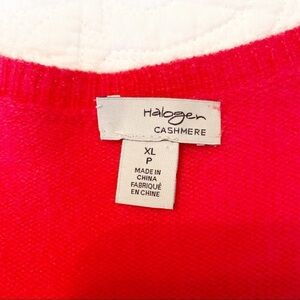 Halogen
CASHMERE
XL
P
MADE IN
CHINA
FABRIQUÉ
EN CHINE